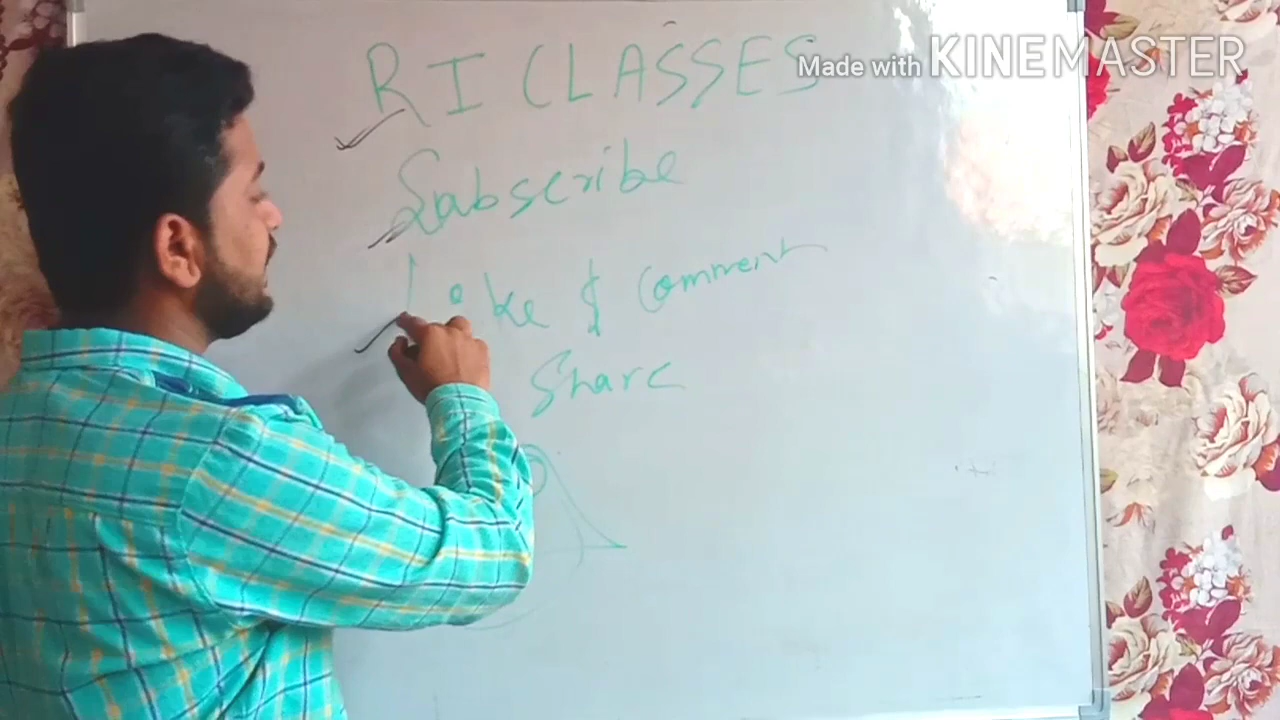 RI CLASSES
Made with KINEMASTER
Subscribe
Like & Comment
Share